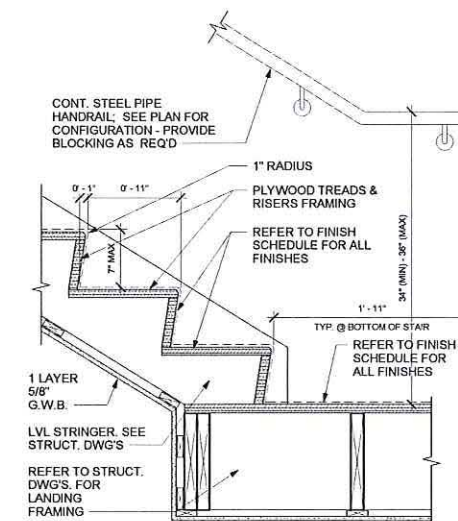 CONT. STEEL PIPE
HANDRAIL; SEE PLAN FOR
CONFIGURATION - PROVIDE
BLOCKING AS REQ'D
1" RADIUS
0' - 1"
0' - 11"
PLYWOOD TREADS &
RISERS FRAMING
7" MAX
REFER TO FINISH
SCHEDULE FOR ALL
FINISHES
34" (MIN) - 36" (MAX)
1' - 11"
TYP. @ BOTTOM OF STAIR
REFER TO FINISH
SCHEDULE FOR
ALL FINISHES
1 LAYER
5/8"
G.W.B.
LVL STRINGER. SEE
STRUCT. DWG'S
REFER TO STRUCT.
DWG'S. FOR
LANDING
FRAMING